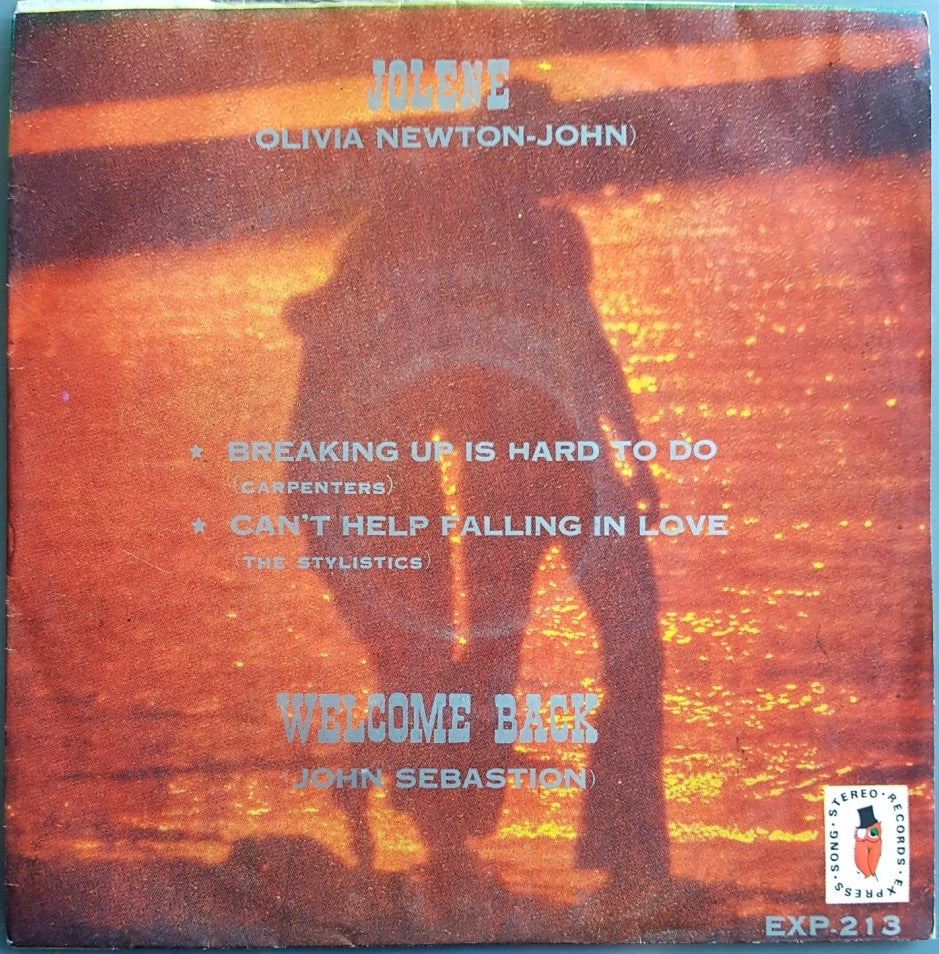 JOLENE
(OLIVIA NEWTON-JOHN)
★ BREAKING UP IS HARD TO DO
(CARPENTERS)
★ CAN'T HELP FALLING IN LOVE
(THE STYLISTICS)
WELCOME BACK
(JOHN SEBASTION)
SONG · STEREO · RECORDS · EXPRESS ·
EXP-213